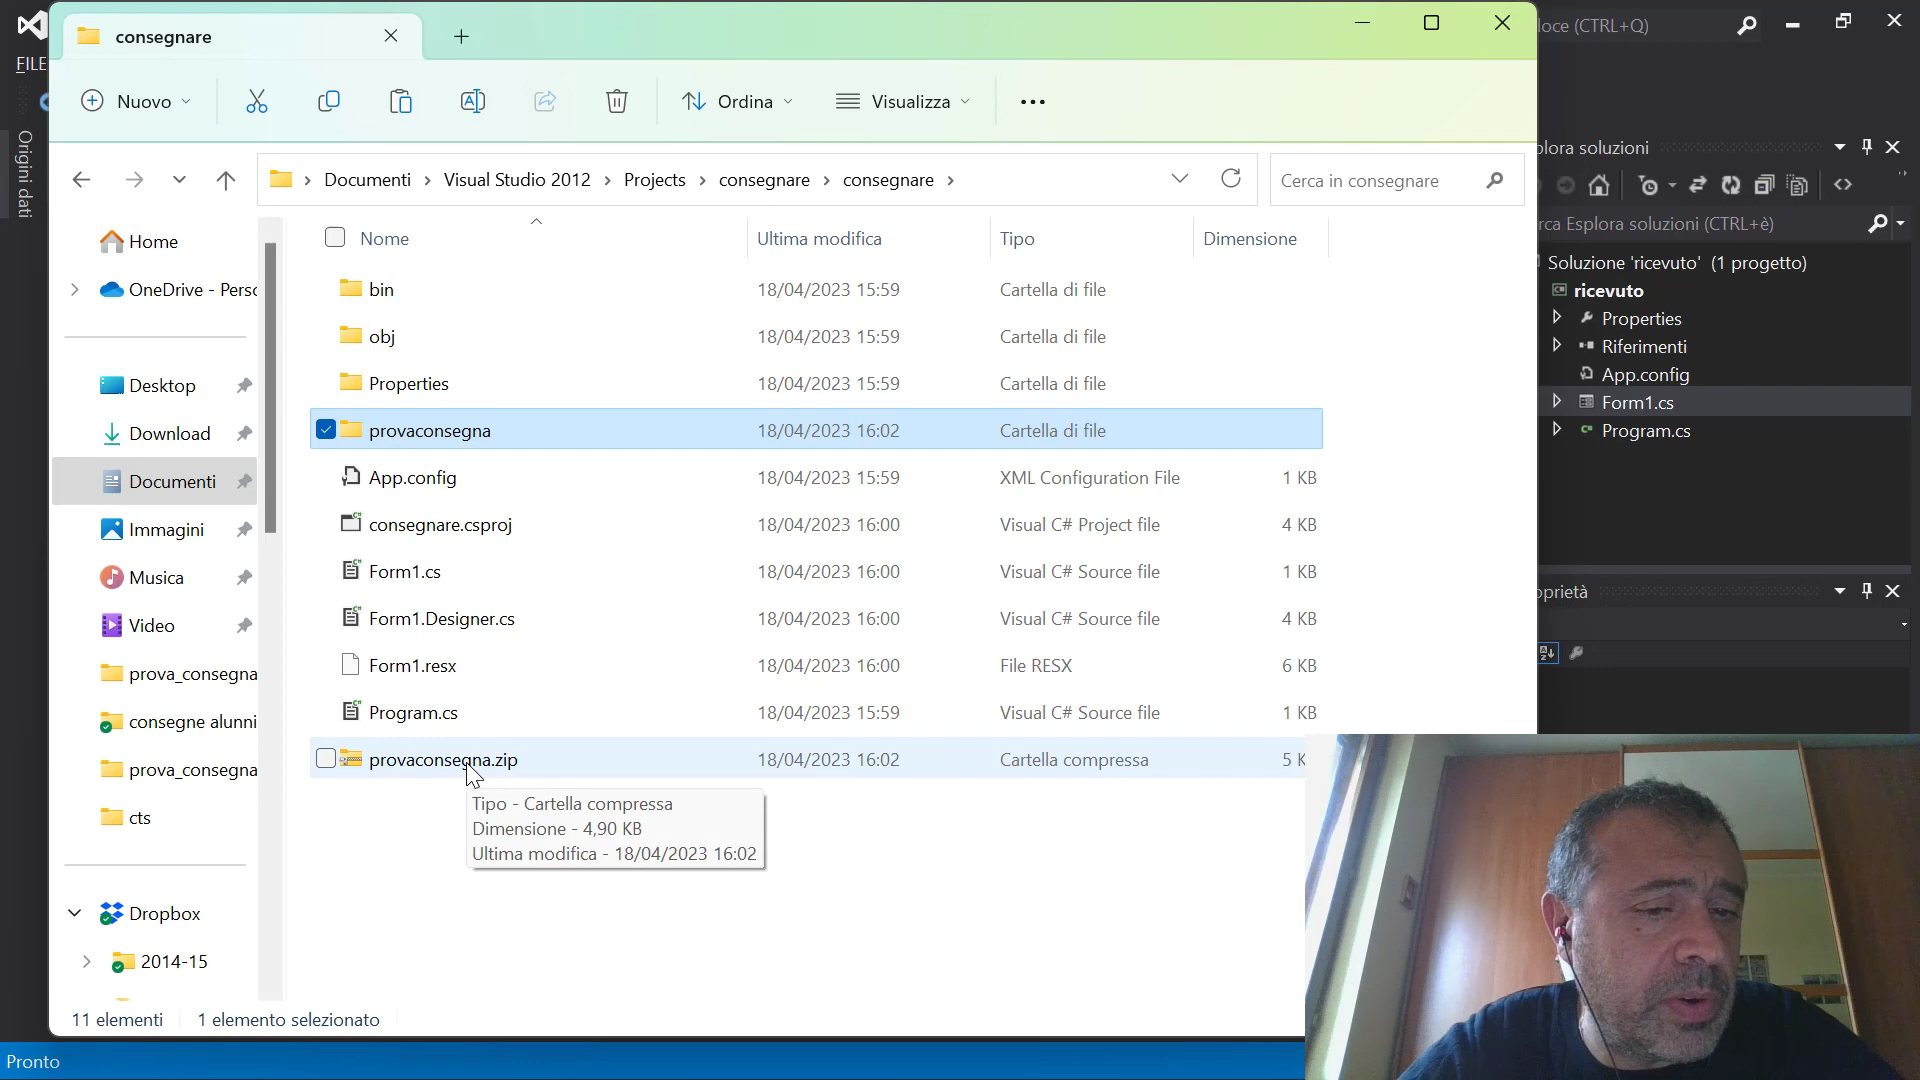 consegnare
loce (CTRL+Q)
FILE
Nuovo
Ordina
Visualizza
Origini dati
Documenti
Visual Studio 2012
Projects
consegnare
consegnare
Cerca in consegnare
Nome
Ultima modifica
Tipo
Dimensione
Home
OneDrive - Perso
Desktop
Download
Documenti
Immagini
Musica
Video
prova_consegna
consegne alunni
prova_consegna
cts
Dropbox
2014-15
bin 18/04/2023 15:59 Cartella di file
obj 18/04/2023 15:59 Cartella di file
Properties 18/04/2023 15:59 Cartella di file
provaconsegna 18/04/2023 16:02 Cartella di file
App.config 18/04/2023 15:59 XML Configuration File 1 KB
consegnare.csproj 18/04/2023 16:00 Visual C# Project file 4 KB
Form1.cs 18/04/2023 16:00 Visual C# Source file 1 KB
Form1.Designer.cs 18/04/2023 16:00 Visual C# Source file 4 KB
Form1.resx 18/04/2023 16:00 File RESX 6 KB
Program.cs 18/04/2023 15:59 Visual C# Source file 1 KB
provaconsegna.zip 18/04/2023 16:02 Cartella compressa 5 K
Tipo - Cartella compressa
Dimensione - 4,90 KB
Ultima modifica - 18/04/2023 16:02
11 elementi
1 elemento selezionato
Pronto
plora soluzioni
rca Esplora soluzioni (CTRL+è)
Soluzione 'ricevuto' (1 progetto)
ricevuto
Properties
Riferimenti
App.config
Form1.cs
Program.cs
oprietà